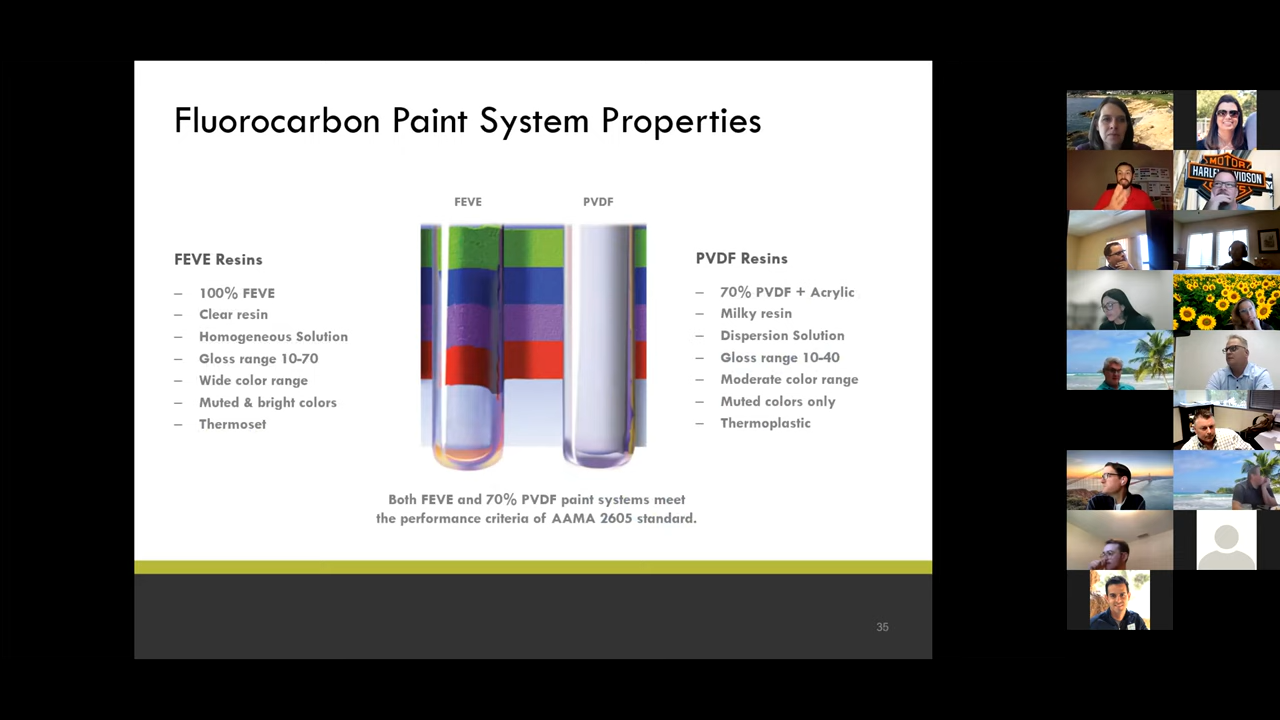 Fluorocarbon Paint System Properties
FEVE
PVDF
FEVE Resins
– 100% FEVE
– Clear resin
– Homogeneous Solution
– Gloss range 10-70
– Wide color range
– Muted & bright colors
– Thermoset
PVDF Resins
– 70% PVDF + Acrylic
– Milky resin
– Dispersion Solution
– Gloss range 10-40
– Moderate color range
– Muted colors only
– Thermoplastic
Both FEVE and 70% PVDF paint systems meet
the performance criteria of AAMA 2605 standard.
35
MOTOR